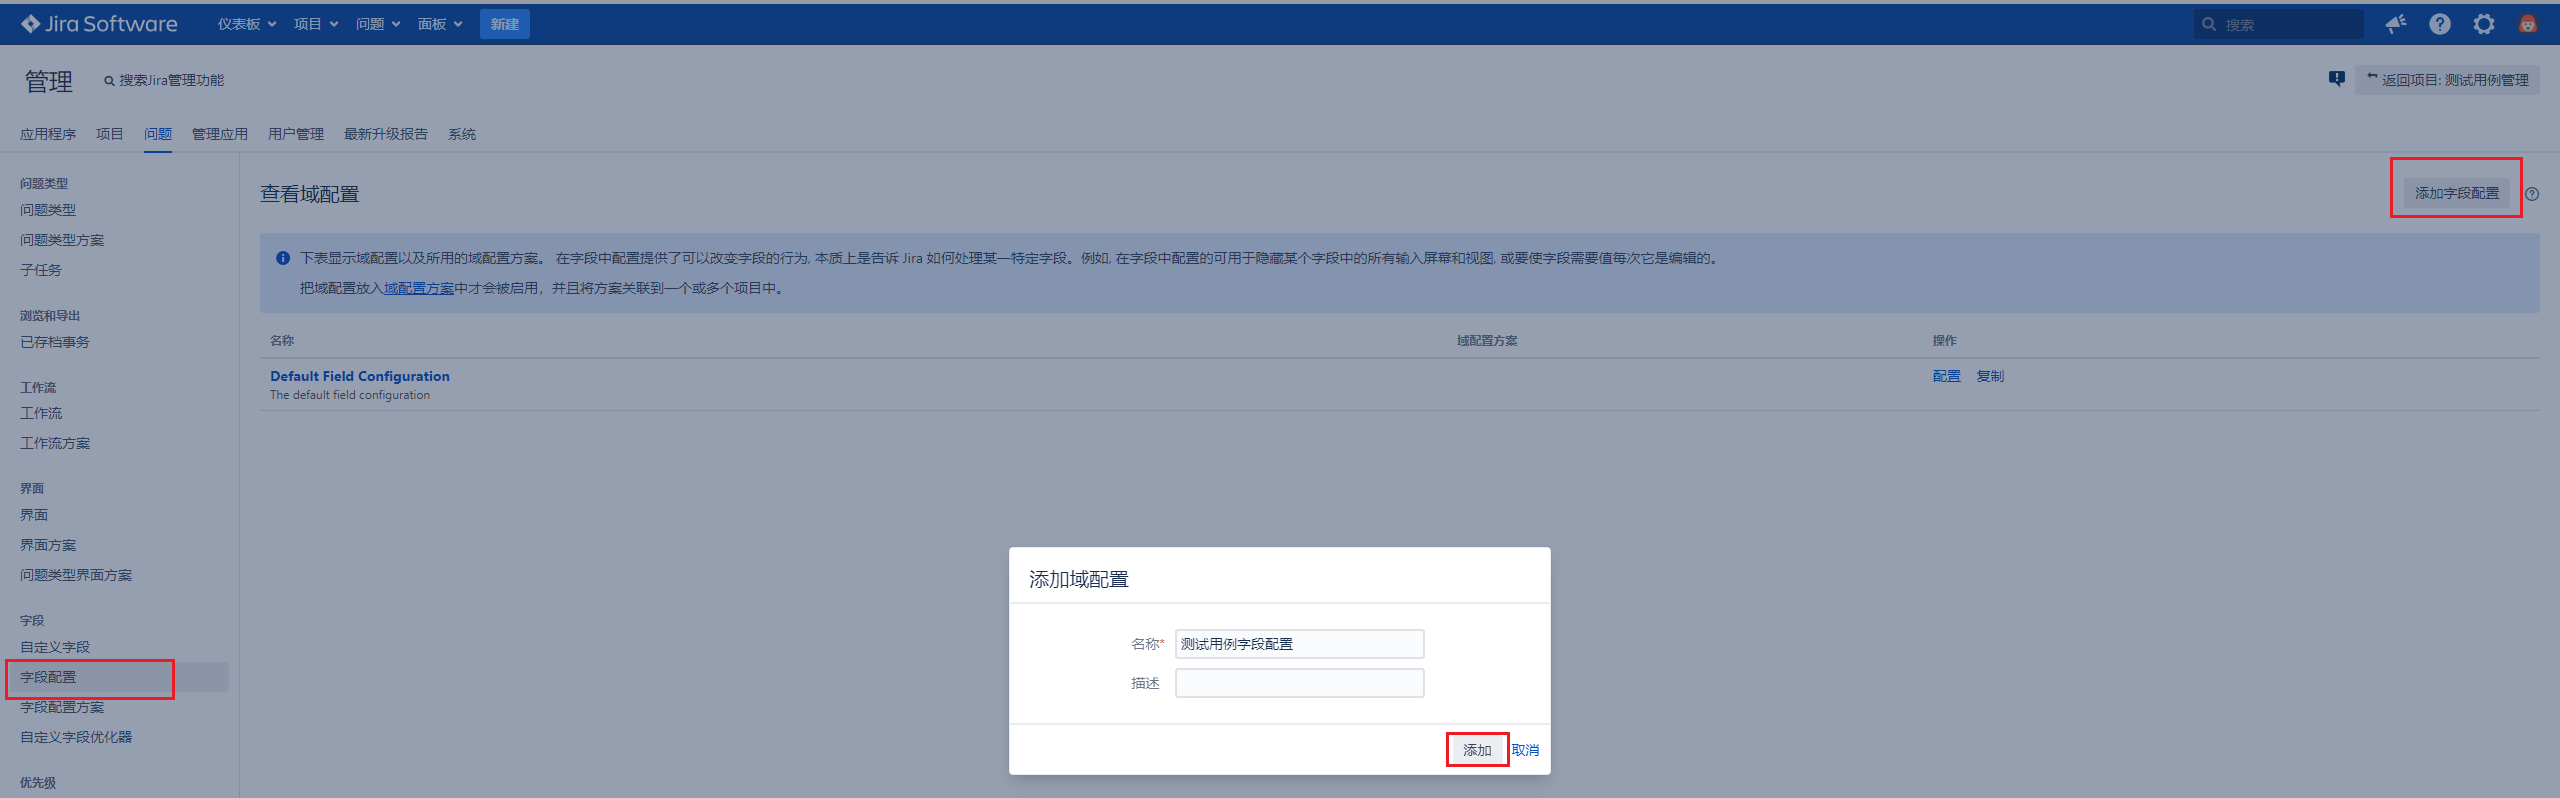 Jira Software 仪表板 项目 问题 面板 新建 搜索
管理 搜索Jira管理功能 返回项目: 测试用例管理
应用程序 项目 问题 管理应用 用户管理 最新升级报告 系统
问题类型
问题类型
问题类型方案
子任务
浏览和导出
已存档事务
工作流
工作流
工作流方案
界面
界面
界面方案
问题类型界面方案
字段
自定义字段
字段配置
字段配置方案
自定义字段优化器
优先级
查看域配置 添加字段配置
下表显示域配置以及所用的域配置方案。 在字段中配置提供了可以改变字段的行为, 本质上是告诉 Jira 如何处理某一特定字段。例如, 在字段中配置的可用于隐藏某个字段中的所有输入屏幕和视图, 或要使字段需要值每次它是编辑的。
把域配置放入域配置方案中才会被启用，并且将方案关联到一个或多个项目中。
名称 域配置方案 操作
Default Field Configuration 配置 复制
The default field configuration
添加域配置
名称* 测试用例字段配置
描述
添加 取消